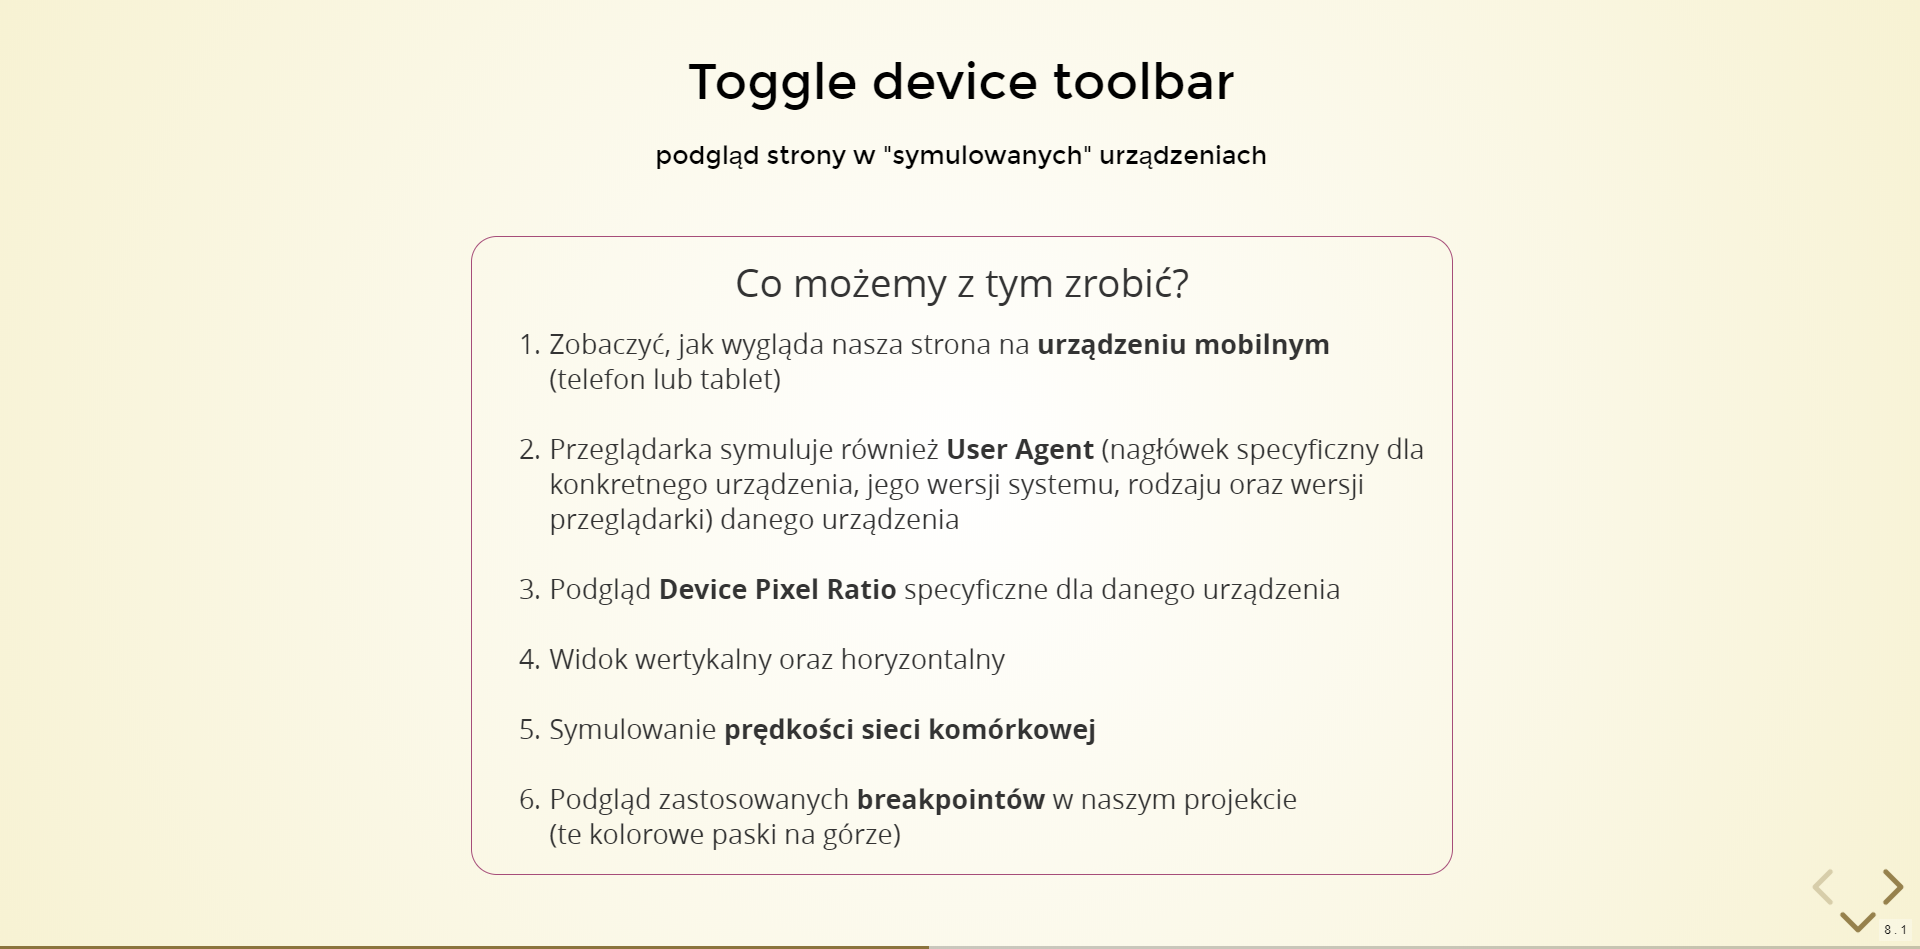 Toggle device toolbar
podgląd strony w "symulowanych" urządzeniach
Co możemy z tym zrobić?
1. Zobaczyć, jak wygląda nasza strona na urządzeniu mobilnym
(telefon lub tablet)
2. Przeglądarka symuluje również User Agent (nagłówek specyficzny dla
konkretnego urządzenia, jego wersji systemu, rodzaju oraz wersji
przeglądarki) danego urządzenia
3. Podgląd Device Pixel Ratio specyficzne dla danego urządzenia
4. Widok wertykalny oraz horyzontalny
5. Symulowanie prędkości sieci komórkowej
6. Podgląd zastosowanych breakpointów w naszym projekcie
(te kolorowe paski na górze)
8.1